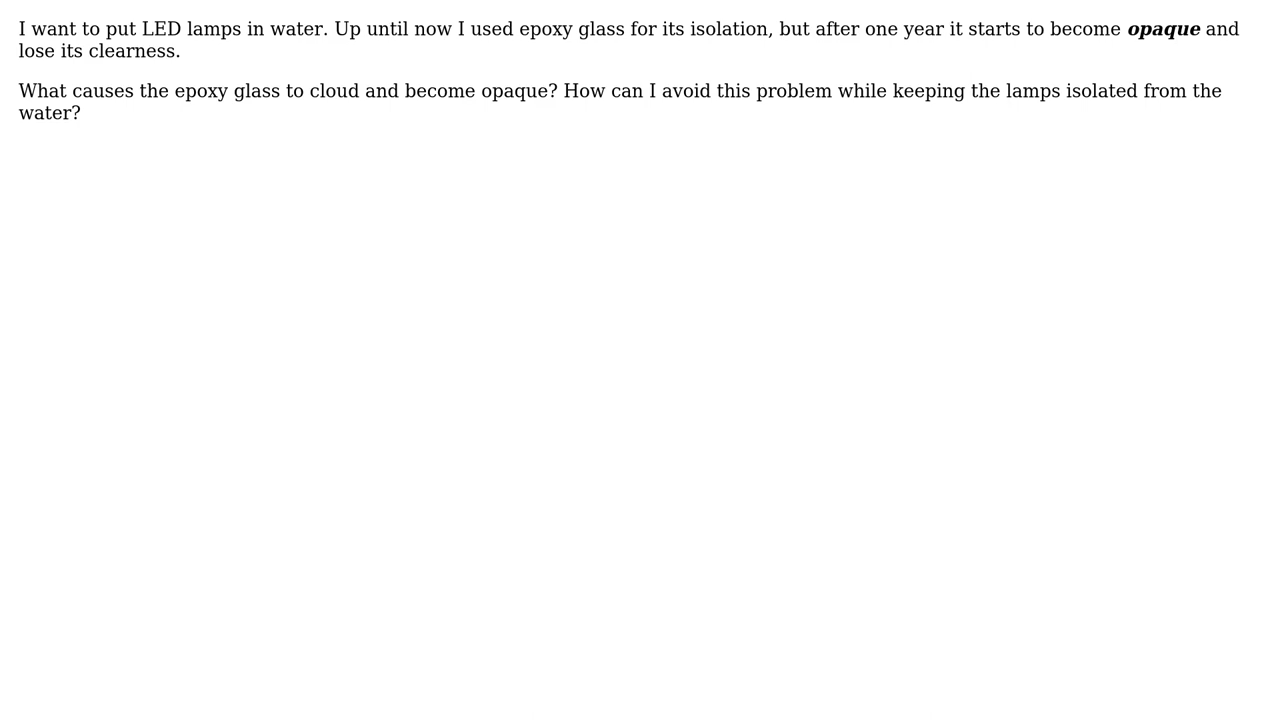 I want to put LED lamps in water. Up until now I used epoxy glass for its isolation, but after one year it starts to become opaque and
lose its clearness.
What causes the epoxy glass to cloud and become opaque? How can I avoid this problem while keeping the lamps isolated from the
water?